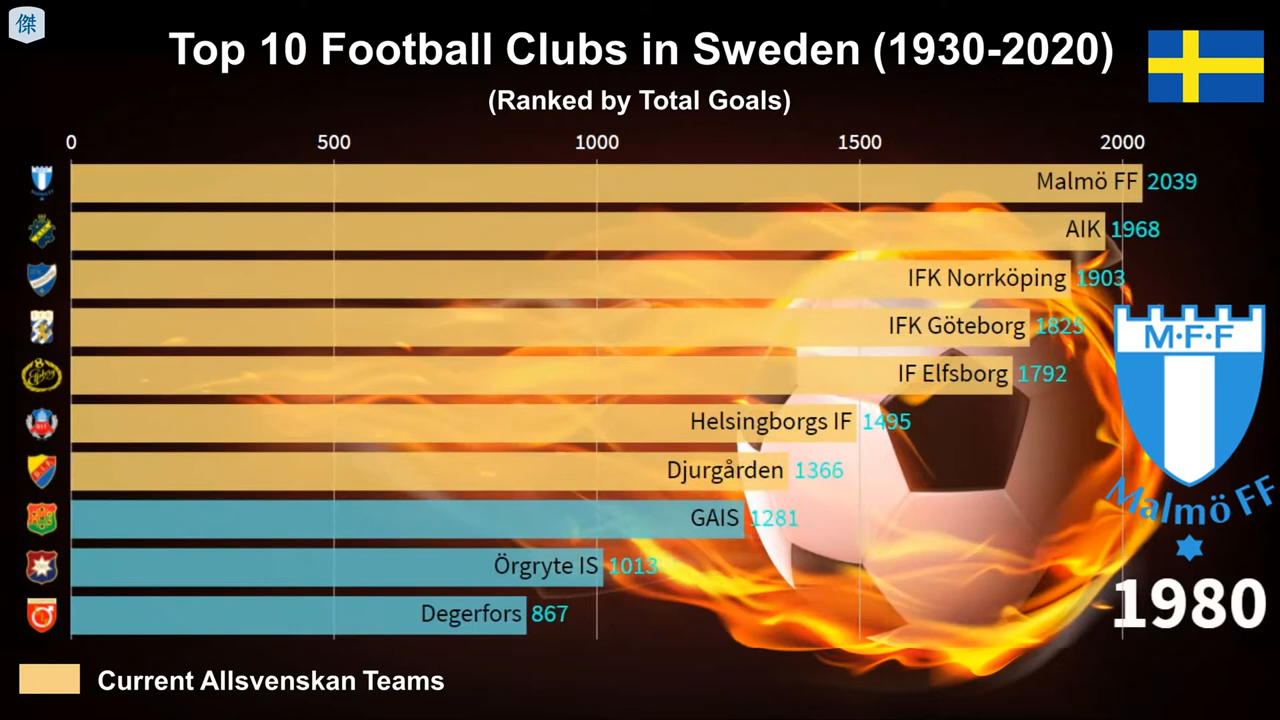 傑
Top 10 Football Clubs in Sweden (1930-2020)
(Ranked by Total Goals)
0 500 1000 1500 2000
Malmö FF 2039
AIK 1968
IFK Norrköping 1903
IFK Göteborg 1825
IF Elfsborg 1792
Helsingborgs IF 1495
Djurgården 1366
GAIS 1281
Örgryte IS 1013
Degerfors 867
M·F·F
Malmö FF
1980
Current Allsvenskan Teams